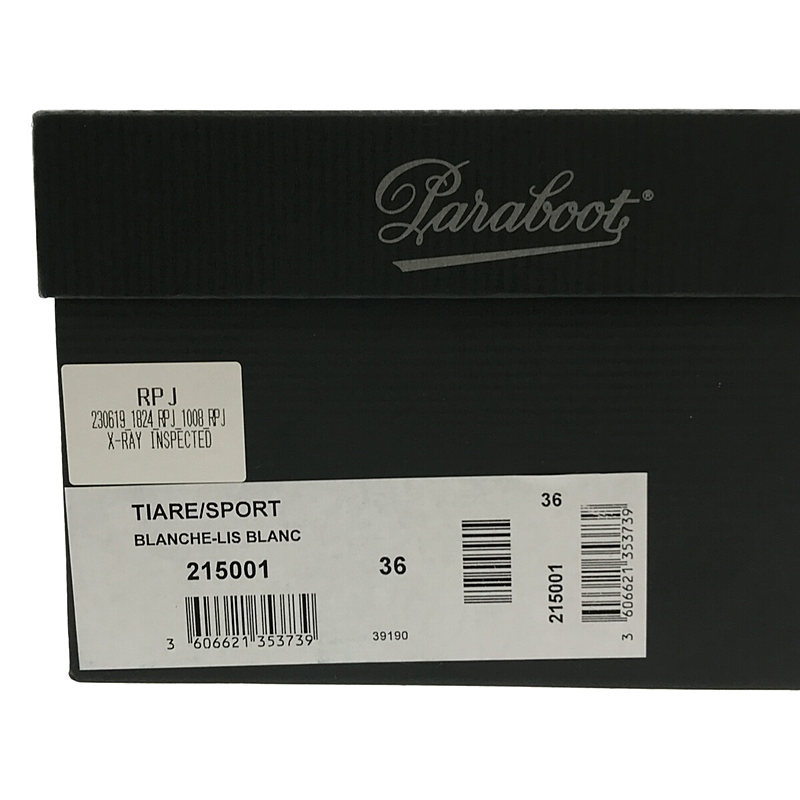 Paraboot®
RPJ
230619_1824_RPJ_1008_RPJ
X-RAY INSPECTED
TIARE/SPORT
BLANCHE-LIS BLANC
215001
36
3 606621 353739
39190
36
215001
3 606621 353739